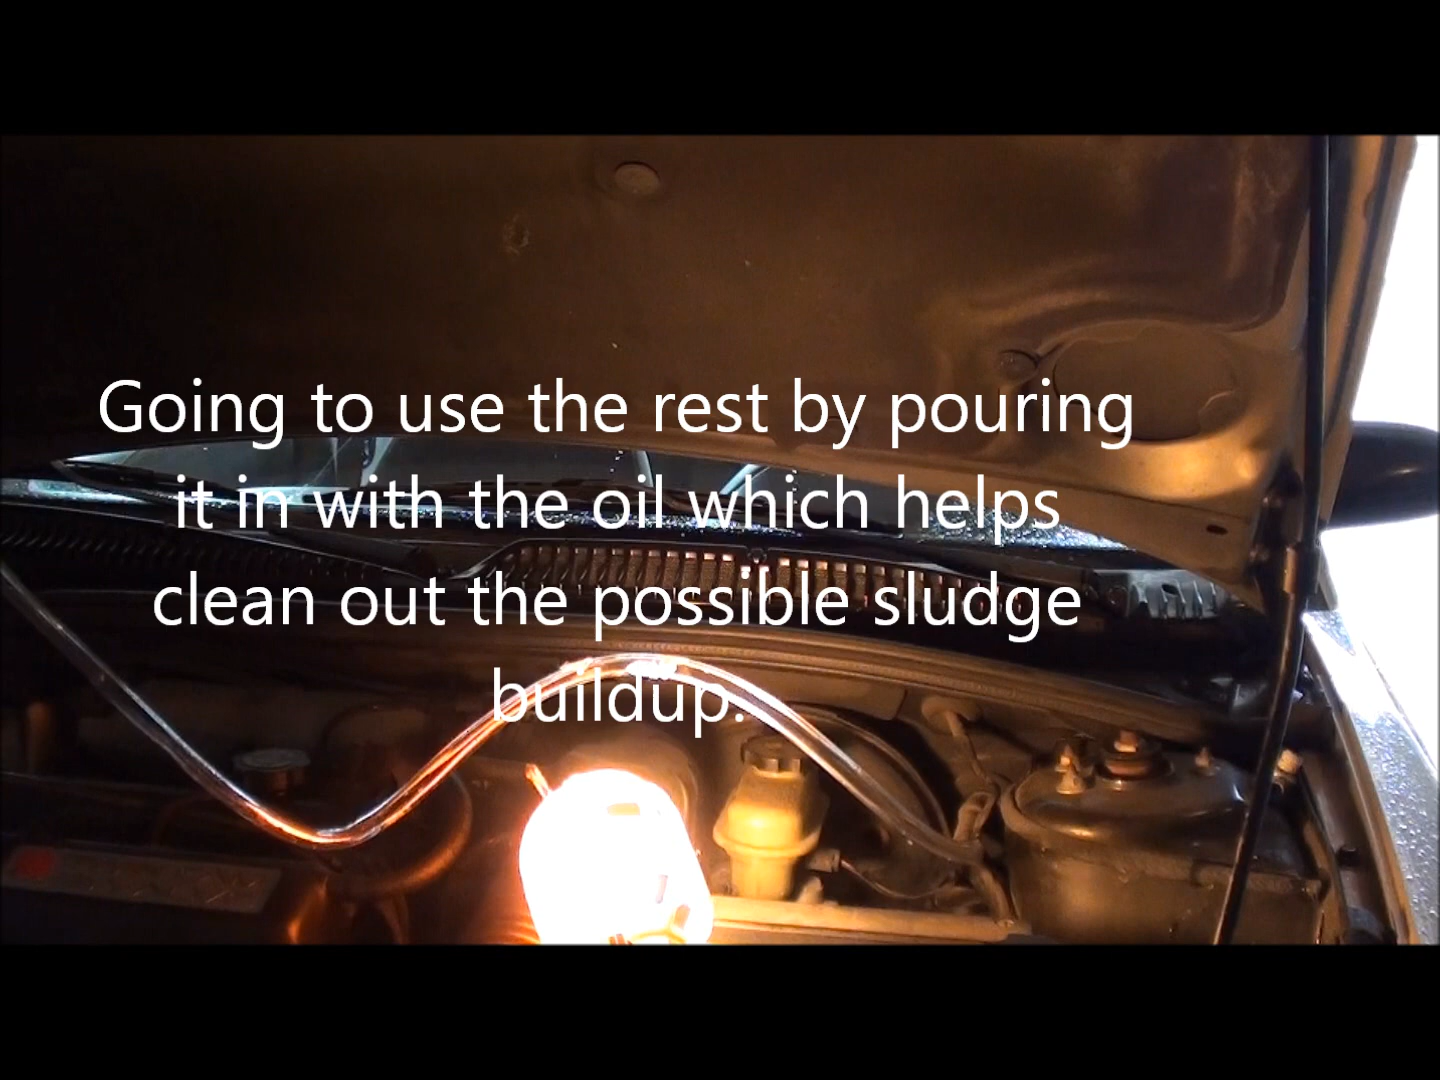 Going to use the rest by pouring
it in with the oil which helps
clean out the possible sludge
buildup.